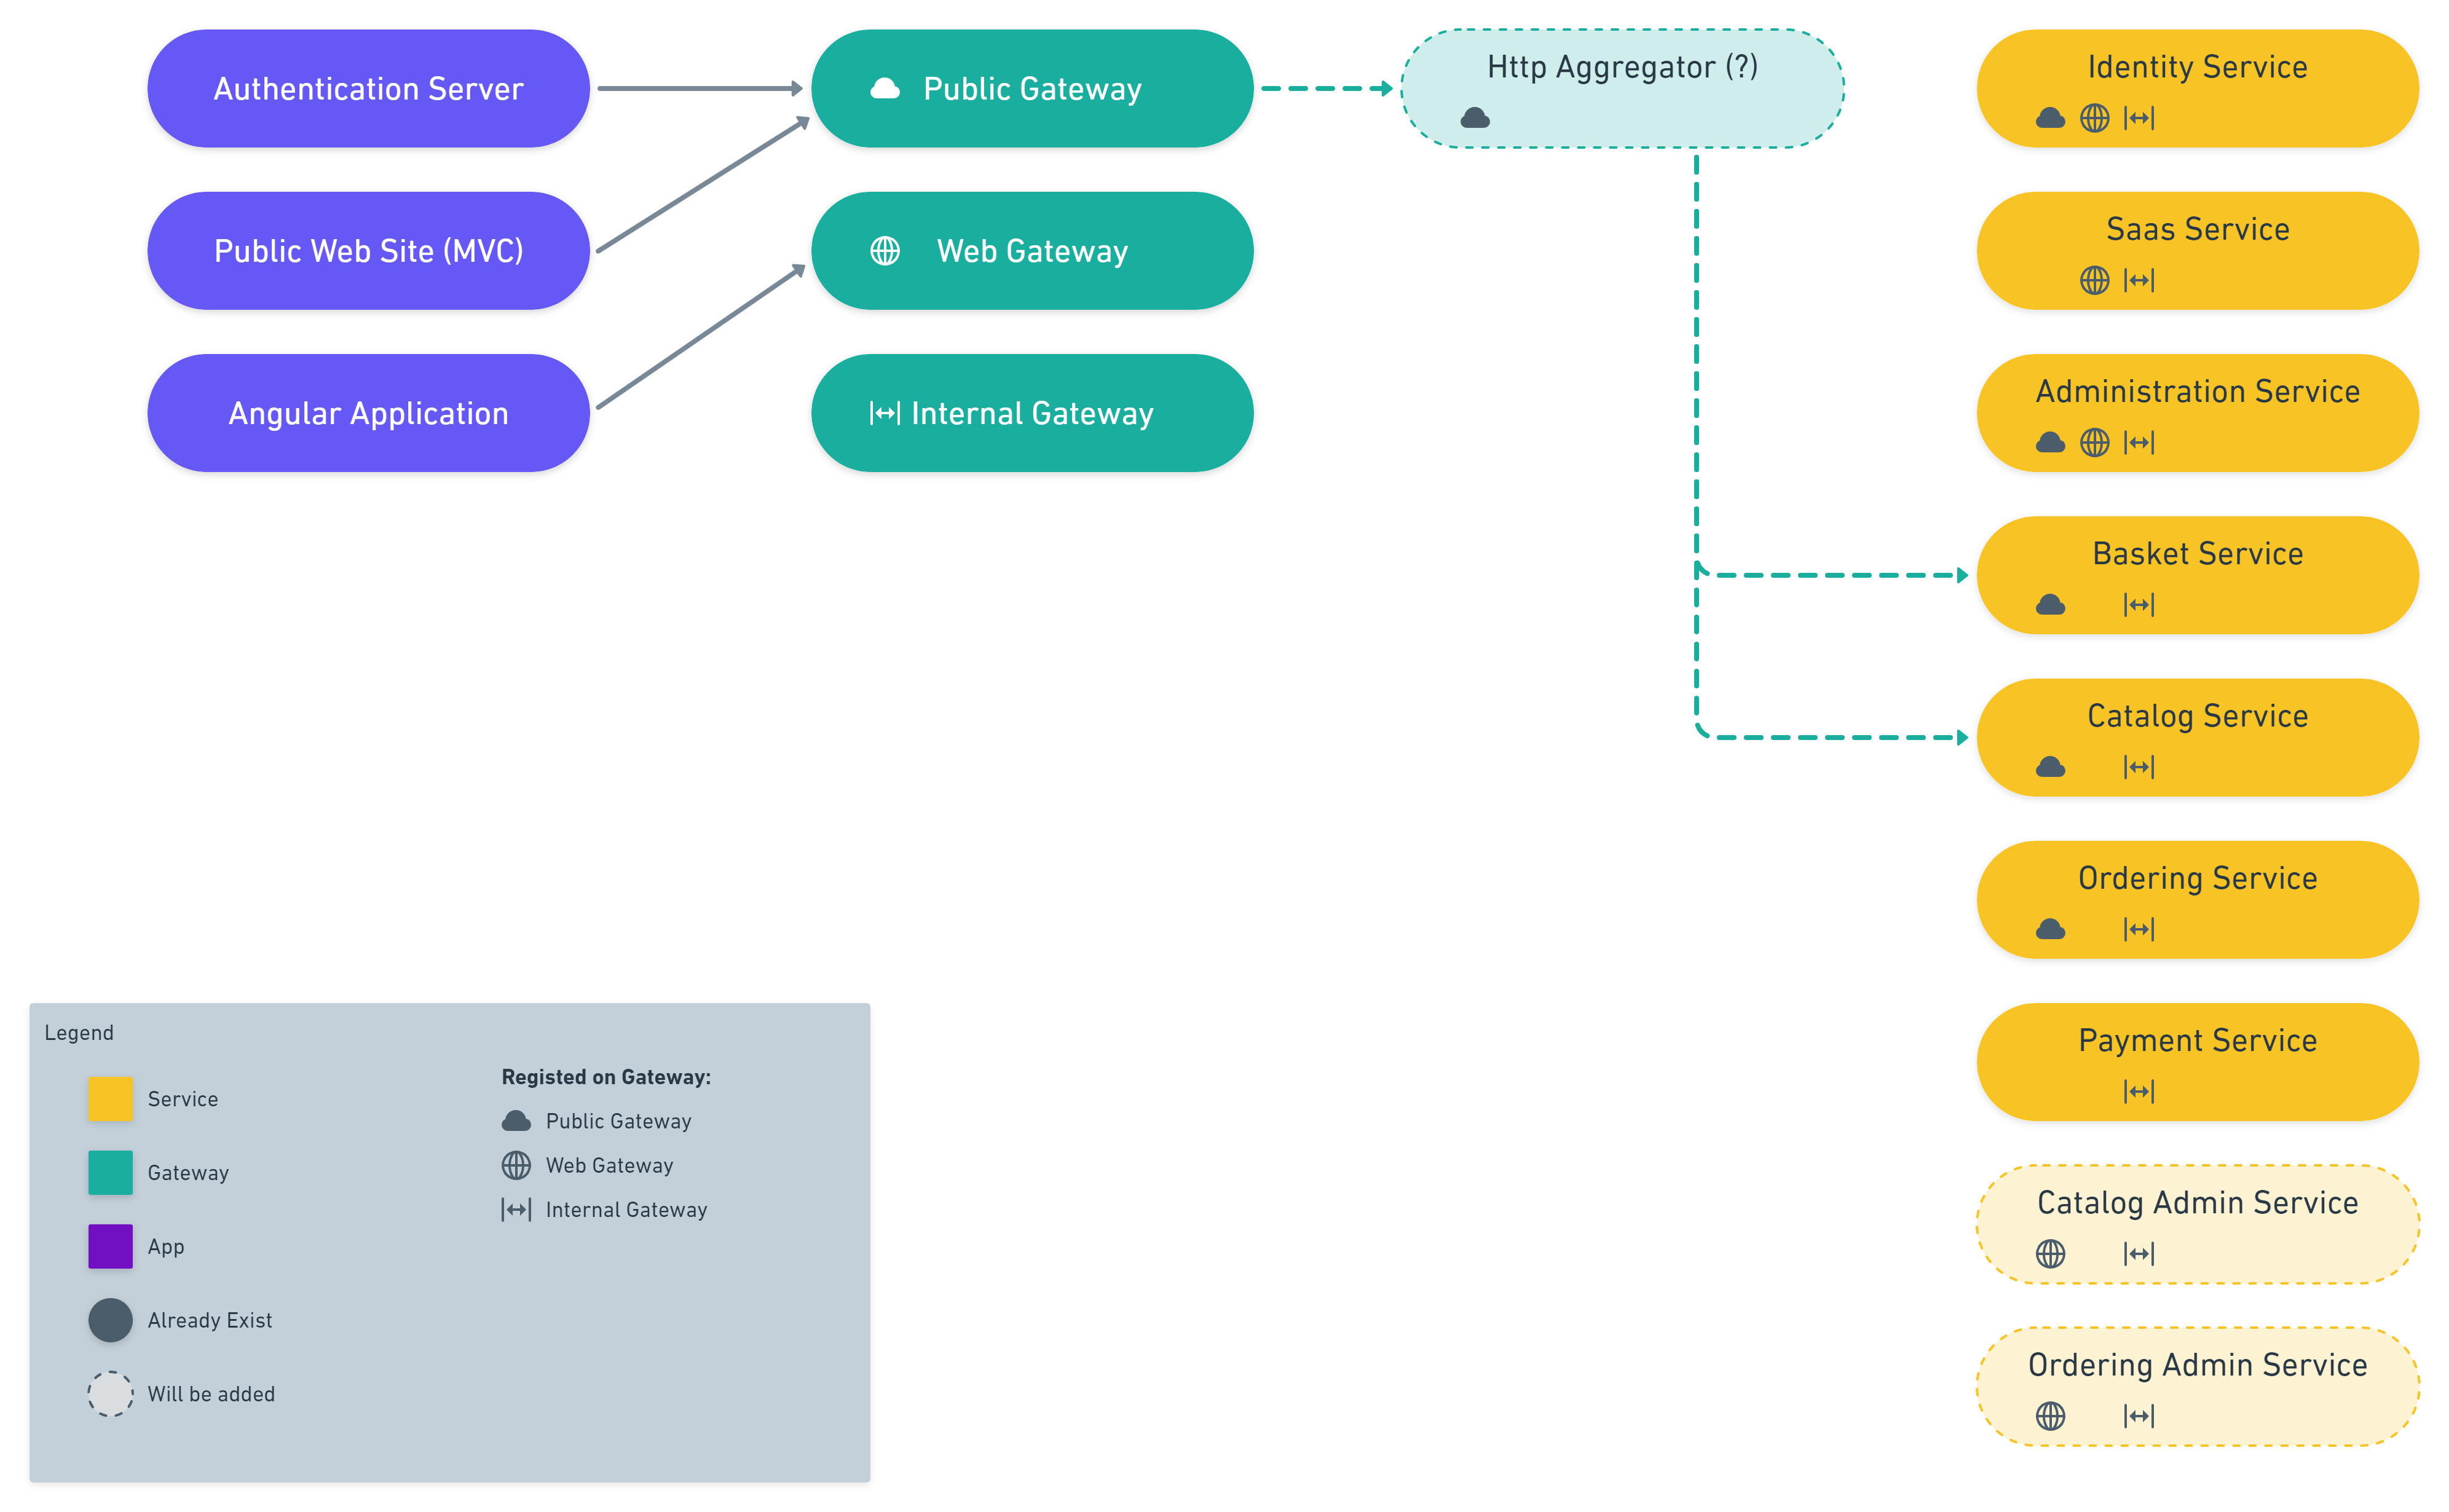 Authentication Server
Public Gateway
Http Aggregator (?)
Identity Service
Public Web Site (MVC)
Web Gateway
Saas Service
Angular Application
Internal Gateway
Administration Service
Basket Service
Catalog Service
Ordering Service
Payment Service
Catalog Admin Service
Ordering Admin Service
Legend
Service
Gateway
App
Already Exist
Will be added
Registed on Gateway:
Public Gateway
Web Gateway
Internal Gateway